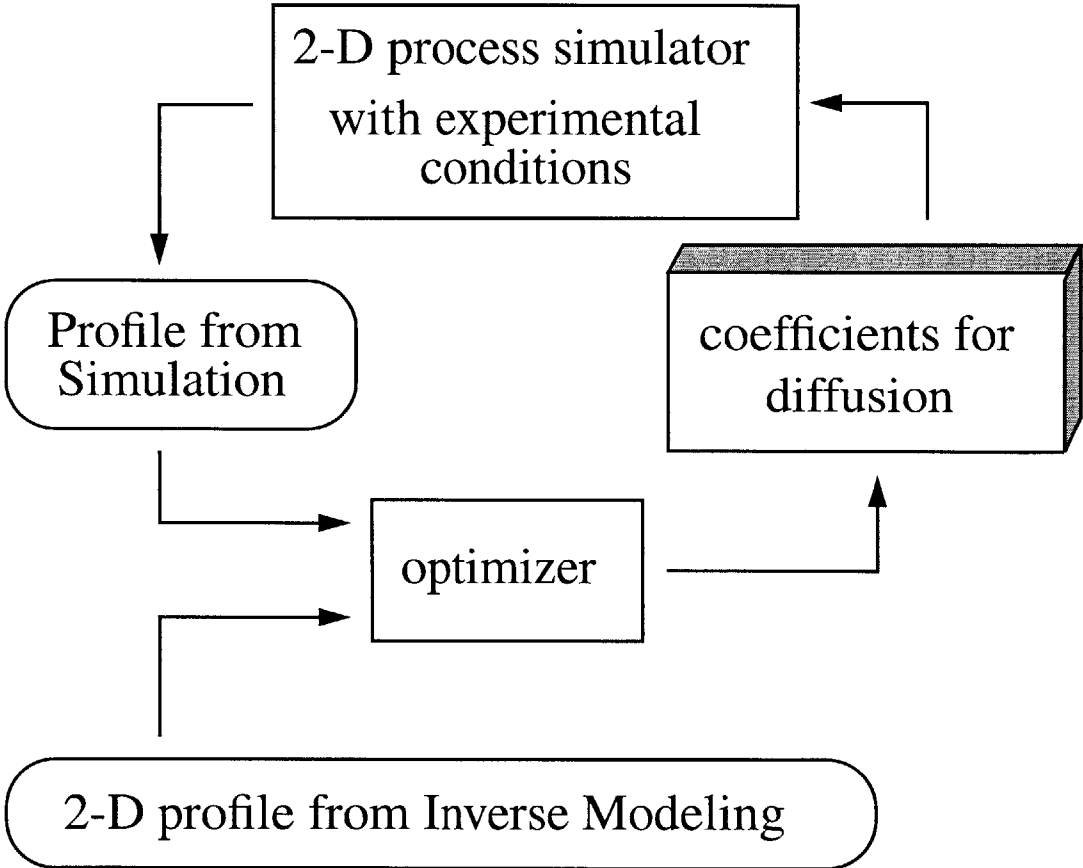 2-D process simulator
with experimental
conditions
Profile from
Simulation
coefficients for
diffusion
optimizer
2-D profile from Inverse Modeling